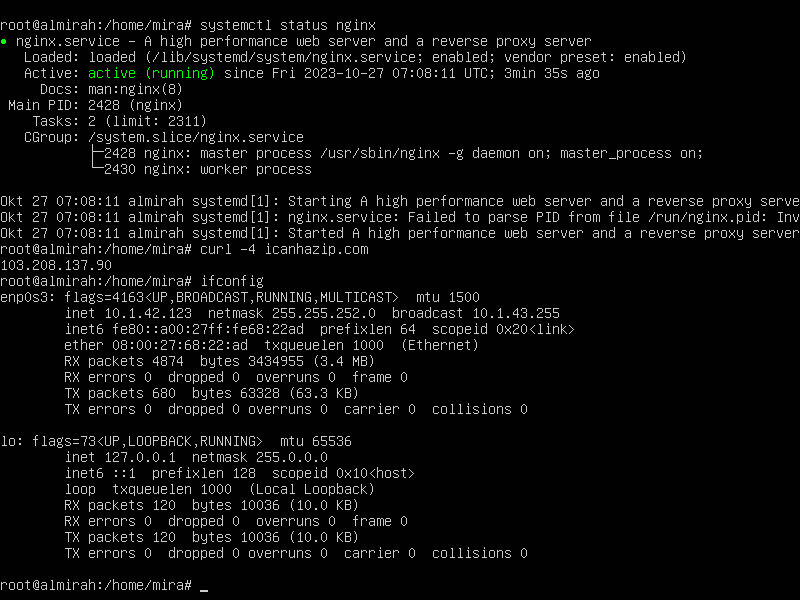 root@almirah:/home/mira# systemctl status nginx
● nginx.service - A high performance web server and a reverse proxy server
   Loaded: loaded (/lib/systemd/system/nginx.service; enabled; vendor preset: enabled)
   Active: active (running) since Fri 2023-10-27 07:08:11 UTC; 3min 35s ago
     Docs: man:nginx(8)
 Main PID: 2428 (nginx)
    Tasks: 2 (limit: 2311)
   CGroup: /system.slice/nginx.service
           ├─2428 nginx: master process /usr/sbin/nginx -g daemon on; master_process on;
           └─2430 nginx: worker process
Okt 27 07:08:11 almirah systemd[1]: Starting A high performance web server and a reverse proxy serve
Okt 27 07:08:11 almirah systemd[1]: nginx.service: Failed to parse PID from file /run/nginx.pid: Inv
Okt 27 07:08:11 almirah systemd[1]: Started A high performance web server and a reverse proxy server
root@almirah:/home/mira# curl -4 icanhazip.com
103.208.137.90
root@almirah:/home/mira# ifconfig
enp0s3: flags=4163<UP,BROADCAST,RUNNING,MULTICAST>  mtu 1500
        inet 10.1.42.123  netmask 255.255.252.0  broadcast 10.1.43.255
        inet6 fe80::a00:27ff:fe68:22ad  prefixlen 64  scopeid 0x20<link>
        ether 08:00:27:68:22:ad  txqueuelen 1000  (Ethernet)
        RX packets 4874  bytes 3434955 (3.4 MB)
        RX errors 0  dropped 0  overruns 0  frame 0
        TX packets 680  bytes 63328 (63.3 KB)
        TX errors 0  dropped 0 overruns 0  carrier 0  collisions 0
lo: flags=73<UP,LOOPBACK,RUNNING>  mtu 65536
        inet 127.0.0.1  netmask 255.0.0.0
        inet6 ::1  prefixlen 128  scopeid 0x10<host>
        loop  txqueuelen 1000  (Local Loopback)
        RX packets 120  bytes 10036 (10.0 KB)
        RX errors 0  dropped 0  overruns 0  frame 0
        TX packets 120  bytes 10036 (10.0 KB)
        TX errors 0  dropped 0 overruns 0  carrier 0  collisions 0
root@almirah:/home/mira# _